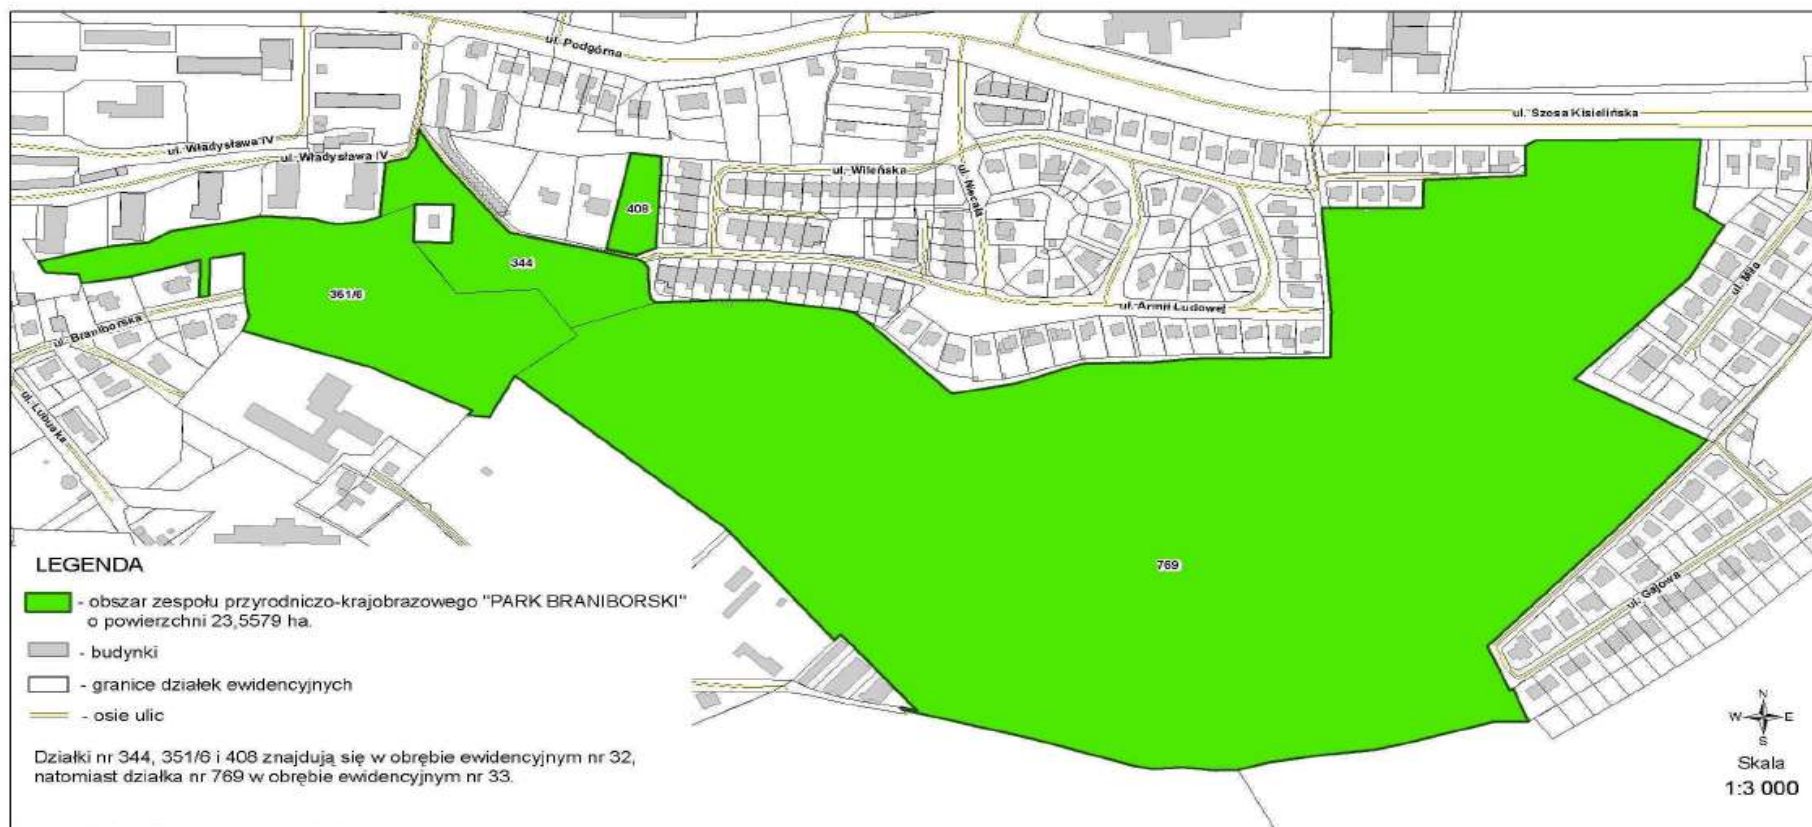 ul. Podgórna
ul. Szosa Kisielińska
ul. Władysława IV
ul. Władysława IV
ul. Wileńska
ul. Niecała
408
344
351/6
ul. Miła
ul. Armii Ludowej
ul. Braniborska
ul. Lubuska
769
ul. Gajowa
LEGENDA
- obszar zespołu przyrodniczo-krajobrazowego "PARK BRANIBORSKI"
o powierzchni 23,5579 ha.
- budynki
- granice działek ewidencyjnych
- osie ulic
Działki nr 344, 351/6 i 408 znajdują się w obrębie ewidencyjnym nr 32,
natomiast działka nr 769 w obrębie ewidencyjnym nr 33.
N
W E
S
Skala
1:3 000